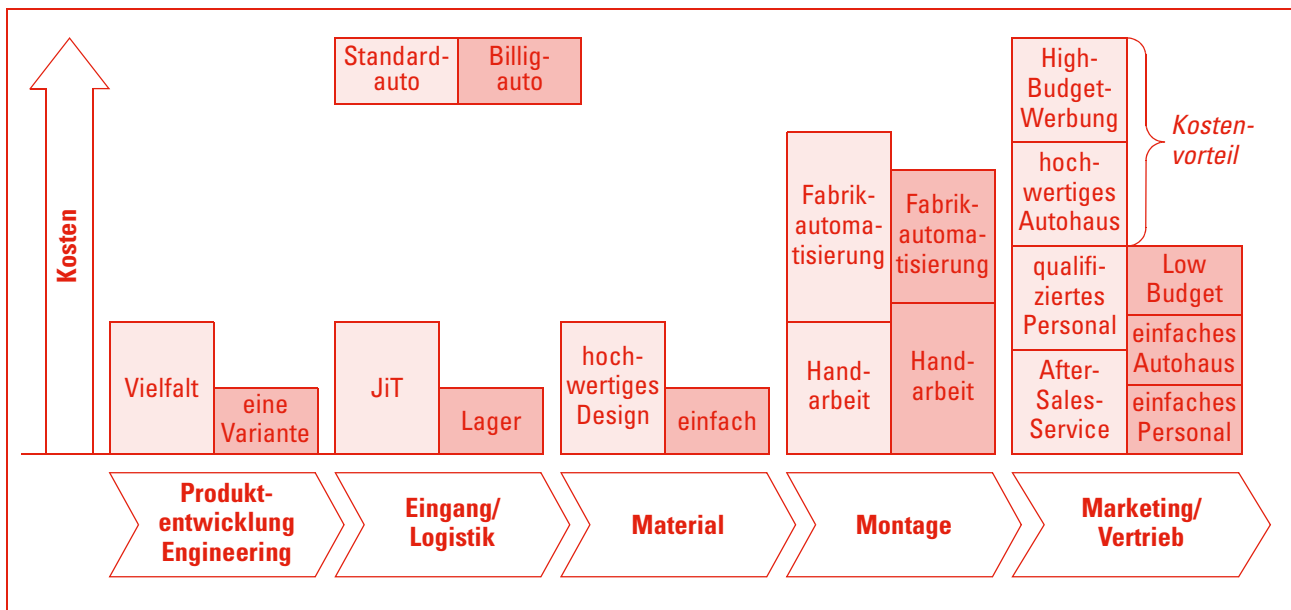 Kosten
Standard-
auto
Billig-
auto
Vielfalt
eine
Variante
JiT
Lager
hoch-
wertiges
Design
einfach
Fabrik-
automa-
tisierung
Hand-
arbeit
Fabrik-
automa-
tisierung
Hand-
arbeit
High-
Budget-
Werbung
hoch-
wertiges
Autohaus
qualifi-
ziertes
Personal
After-
Sales-
Service
Kosten-
vorteil
Low
Budget
einfaches
Autohaus
einfaches
Personal
Produkt-
entwicklung
Engineering
Eingang/
Logistik
Material
Montage
Marketing/
Vertrieb